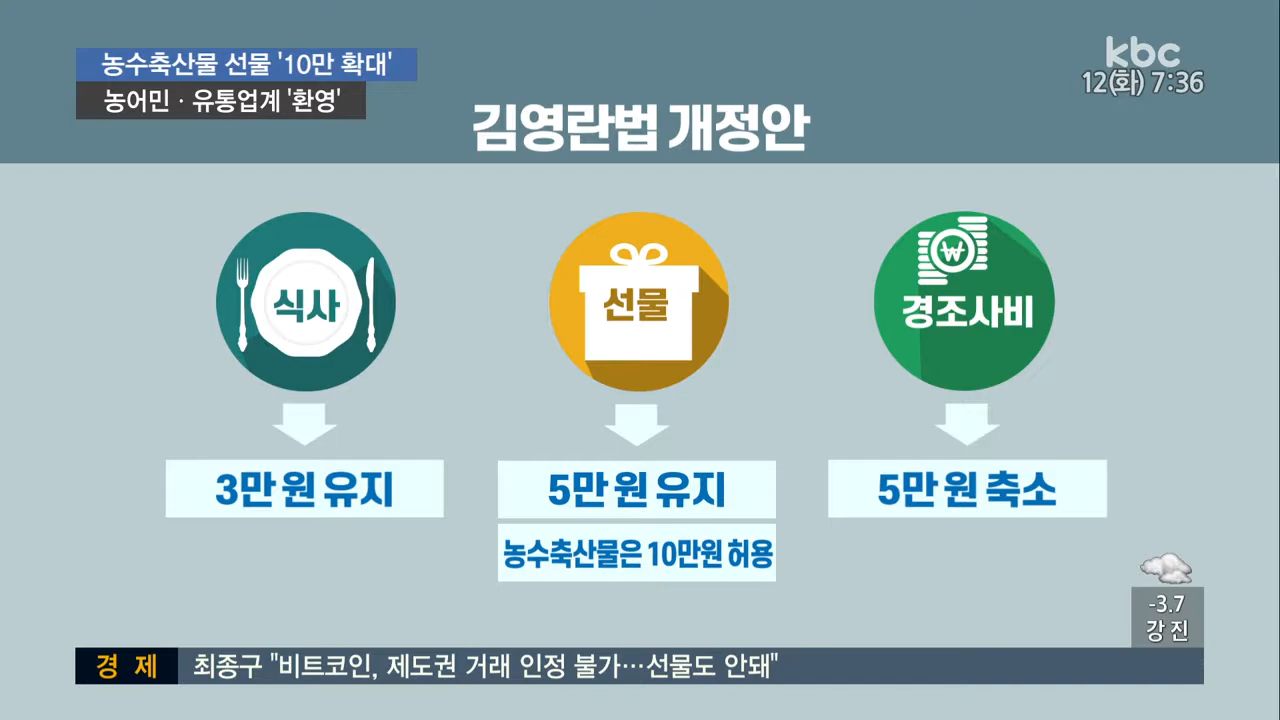 농수축산물 선물 '10만 확대'
농어민 · 유통업계 '환영'
kbc
12(화) 7:36
김영란법 개정안
식사
선물
경조사비
3만 원 유지
5만 원 유지
5만 원 축소
농수축산물은 10만원 허용
-3.7
강 진
경 제
최종구 "비트코인, 제도권 거래 인정 불가…선물도 안돼"